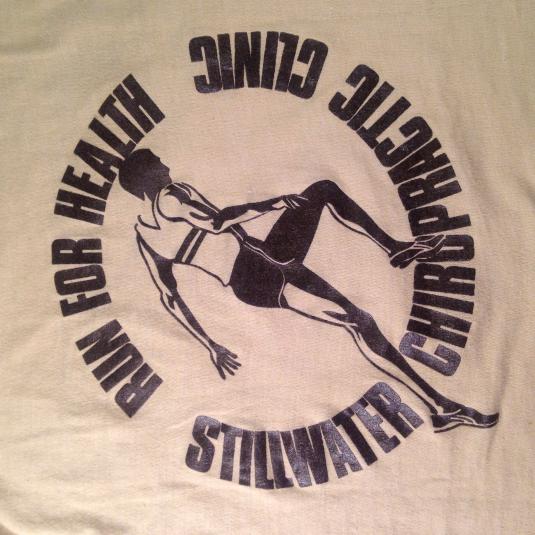 RUN FOR HEALTH
STILLWATER CHIROPRACTIC CLINIC